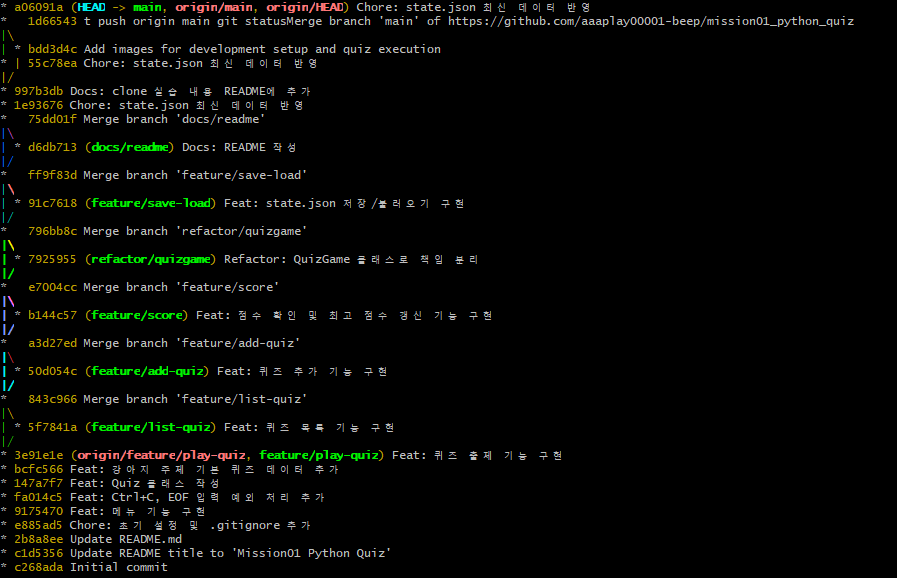 * a06091a (HEAD -> main, origin/main, origin/HEAD) Chore: state.json 최신 데이터 반영
*   1d66543 t push origin main git statusMerge branch 'main' of https://github.com/aaaplay00001-beep/mission01_python_quiz
|\
| * bdd3d4c Add images for development setup and quiz execution
* | 55c78ea Chore: state.json 최신 데이터 반영
|/
* 997b3db Docs: clone 실습 내용 README에 추가
* 1e93676 Chore: state.json 최신 데이터 반영
*   75dd01f Merge branch 'docs/readme'
|\
| * d6db713 (docs/readme) Docs: README 작성
|/
*   ff9f83d Merge branch 'feature/save-load'
|\
| * 91c7618 (feature/save-load) Feat: state.json 저장/불러오기 구현
|/
*   796bb8c Merge branch 'refactor/quizgame'
|\
| * 7925955 (refactor/quizgame) Refactor: QuizGame 클래스로 책임 분리
|/
*   e7004cc Merge branch 'feature/score'
|\
| * b144c57 (feature/score) Feat: 점수 확인 및 최고 점수 갱신 기능 구현
|/
*   a3d27ed Merge branch 'feature/add-quiz'
|\
| * 50d054c (feature/add-quiz) Feat: 퀴즈 추가 기능 구현
|/
*   843c966 Merge branch 'feature/list-quiz'
|\
| * 5f7841a (feature/list-quiz) Feat: 퀴즈 목록 기능 구현
|/
* 3e91e1e (origin/feature/play-quiz, feature/play-quiz) Feat: 퀴즈 출제 기능 구현
* bcfc566 Feat: 강아지 주제 기본 퀴즈 데이터 추가
* 147a7f7 Feat: Quiz 클래스 작성
* fa014c5 Feat: Ctrl+C, EOF 입력 예외 처리 추가
* 9175470 Feat: 메뉴 기능 구현
* e885ad5 Chore: 초기 설정 및 .gitignore 추가
* 2b8a8ee Update README.md
* c1d5356 Update README title to 'Mission01 Python Quiz'
* c268ada Initial commit